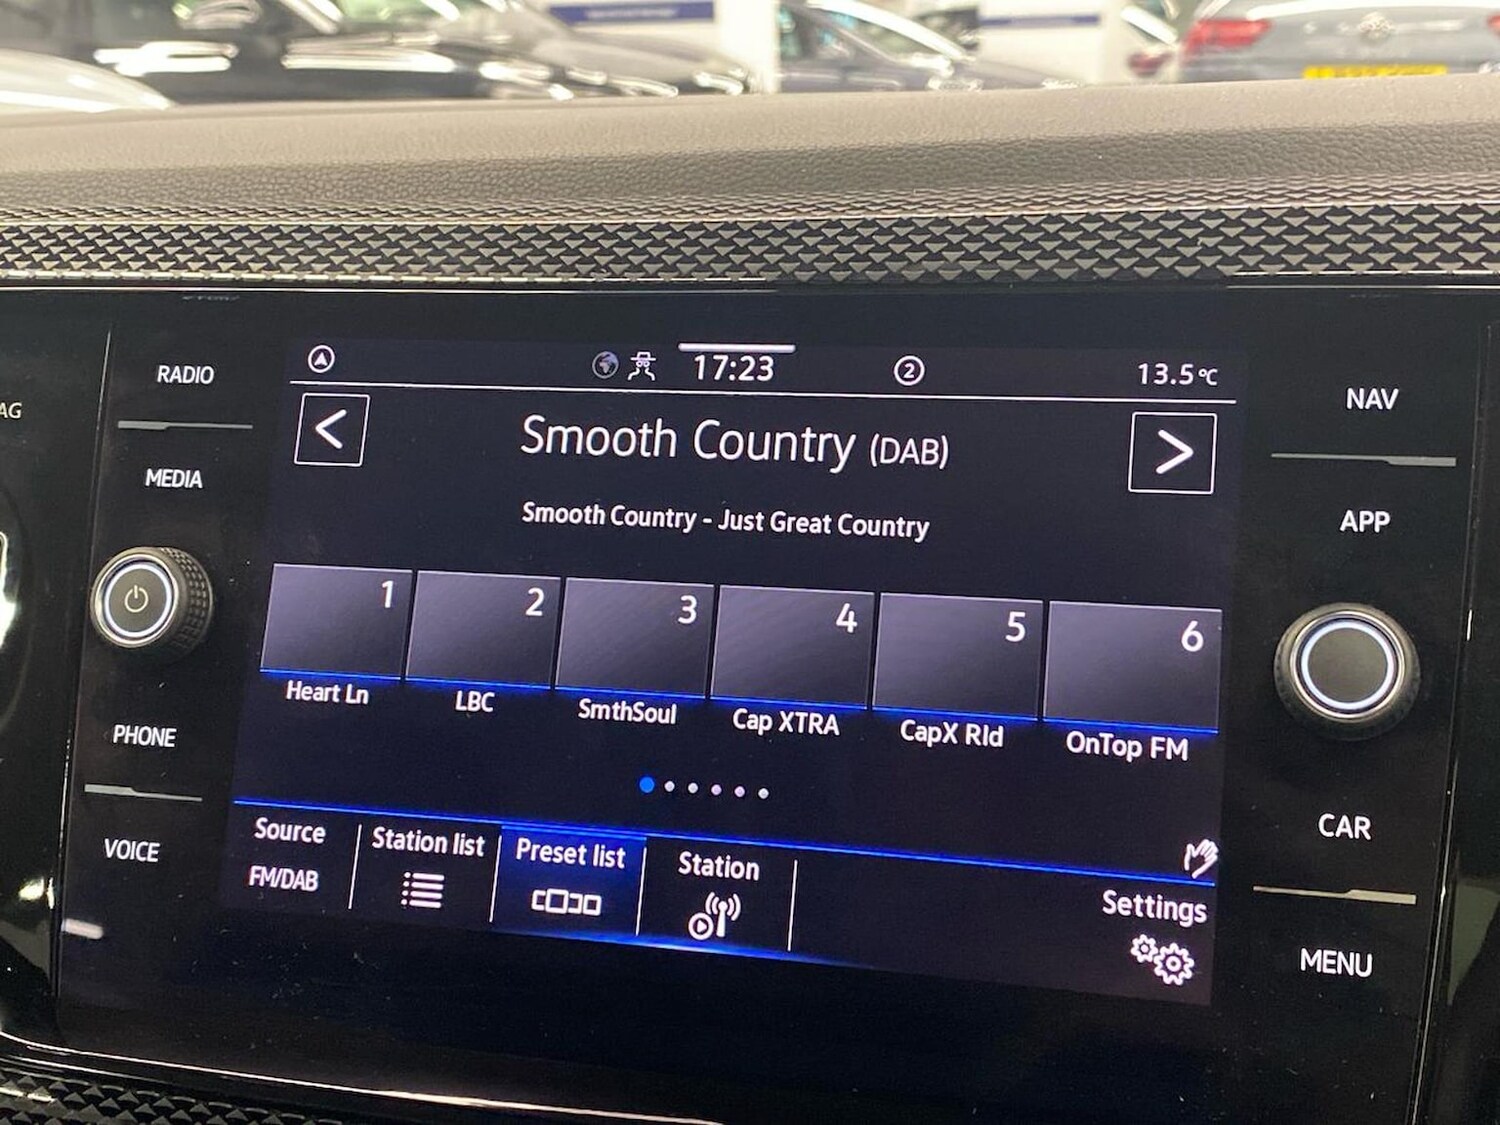 17:23
2
13.5°C
RADIO
NAV
AG
Smooth Country (DAB)
MEDIA
APP
Smooth Country - Just Great Country
1 2 3 4 5 6
Heart Ln LBC SmthSoul Cap XTRA CapX Rld OnTop FM
PHONE
VOICE
CAR
Source Station list Preset list Station
FM/DAB
Settings
MENU